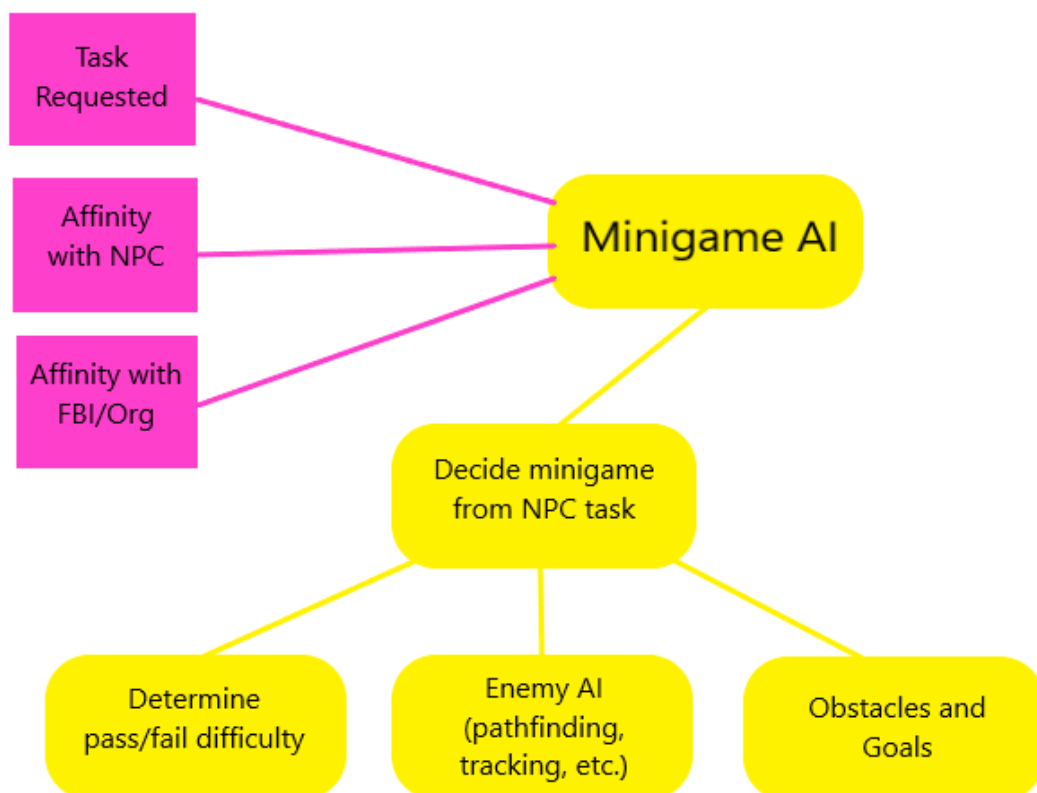 Task
Requested
Affinity
with NPC
Affinity with
FBI/Org
Minigame AI
Decide minigame
from NPC task
Determine
pass/fail difficulty
Enemy AI
(pathfinding,
tracking, etc.)
Obstacles and
Goals